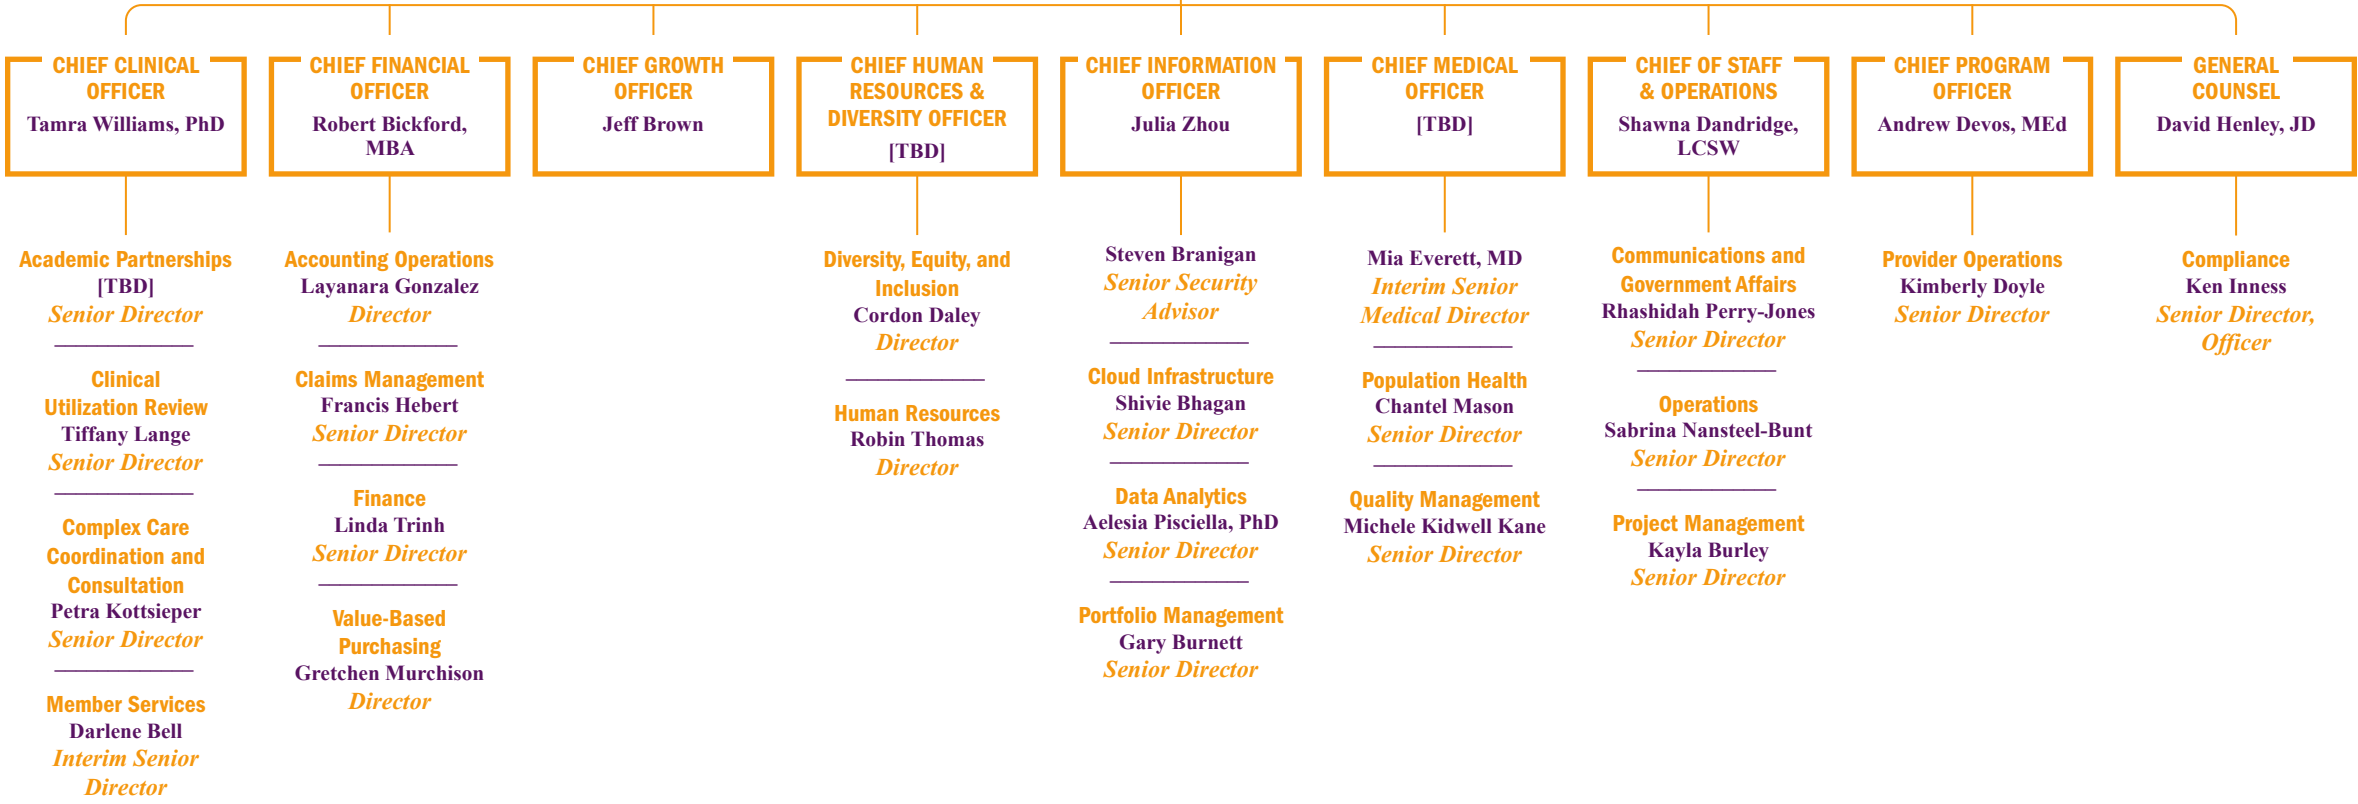 CHIEF CLINICAL
OFFICER
Tamra Williams, PhD
Academic Partnerships
[TBD]
Senior Director
Clinical
Utilization Review
Tiffany Lange
Senior Director
Complex Care
Coordination and
Consultation
Petra Kottsieper
Senior Director
Member Services
Darlene Bell
Interim Senior
Director
CHIEF FINANCIAL
OFFICER
Robert Bickford,
MBA
Accounting Operations
Layanara Gonzalez
Director
Claims Management
Francis Hebert
Senior Director
Finance
Linda Trinh
Senior Director
Value-Based
Purchasing
Gretchen Murchison
Director
CHIEF GROWTH
OFFICER
Jeff Brown
CHIEF HUMAN
RESOURCES &
DIVERSITY OFFICER
[TBD]
Diversity, Equity, and
Inclusion
Cordon Daley
Director
Human Resources
Robin Thomas
Director
CHIEF INFORMATION
OFFICER
Julia Zhou
Steven Branigan
Senior Security
Advisor
Cloud Infrastructure
Shivie Bhagan
Senior Director
Data Analytics
Aelesia Pisciella, PhD
Senior Director
Portfolio Management
Gary Burnett
Senior Director
CHIEF MEDICAL
OFFICER
[TBD]
Mia Everett, MD
Interim Senior
Medical Director
Population Health
Chantel Mason
Senior Director
Quality Management
Michele Kidwell Kane
Senior Director
CHIEF OF STAFF
& OPERATIONS
Shawna Dandridge,
LCSW
Communications and
Government Affairs
Rhashidah Perry-Jones
Senior Director
Operations
Sabrina Nansteel-Bunt
Senior Director
Project Management
Kayla Burley
Senior Director
CHIEF PROGRAM
OFFICER
Andrew Devos, MEd
Provider Operations
Kimberly Doyle
Senior Director
GENERAL
COUNSEL
David Henley, JD
Compliance
Ken Inness
Senior Director,
Officer